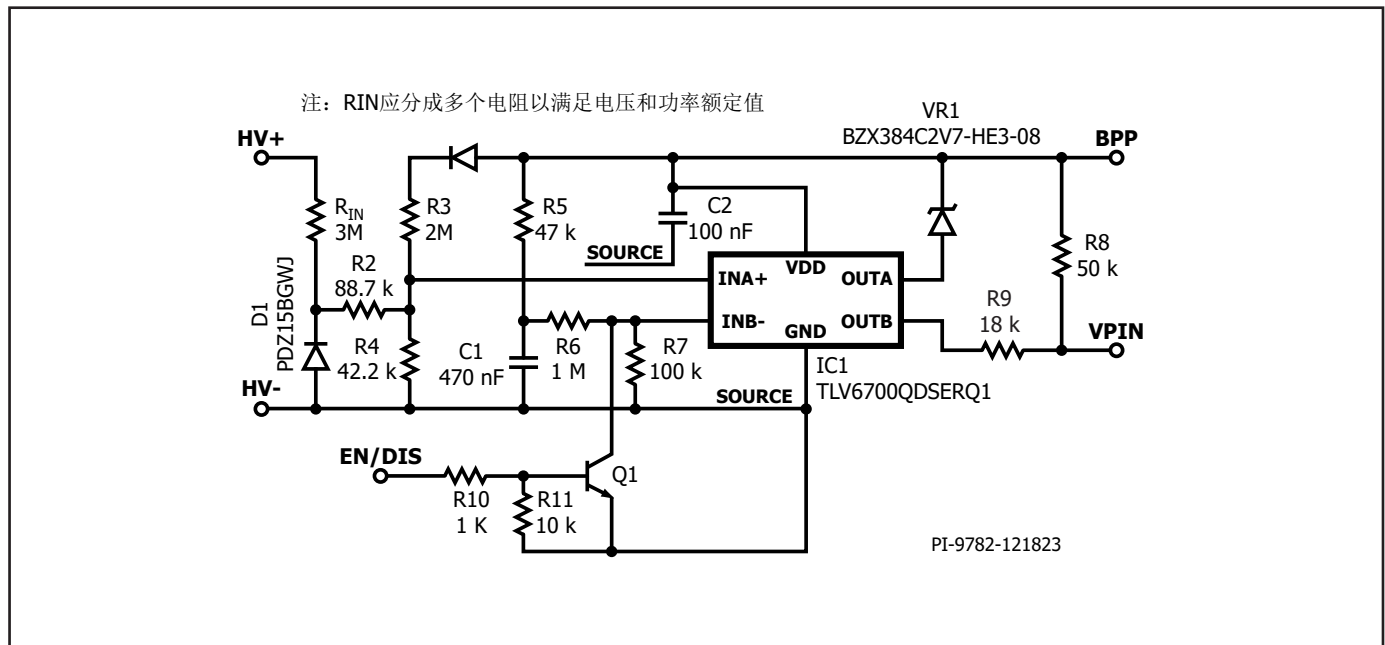 注：RIN应分成多个电阻以满足电压和功率额定值
VR1
BZX384C2V7-HE3-08
HV+
BPP
RIN
3M
R3
2M
R5
47 k
C2
100 nF
SOURCE
R8
50 k
R2
88.7 k
D1
PDZ15BGWJ
INA+
VDD
OUTA
INB-
GND
OUTB
R9
18 k
VPIN
R4
42.2 k
C1
470 nF
R6
1 M
R7
100 k
IC1
TLV6700QDSERQ1
HV-
SOURCE
EN/DIS
R10
1 K
R11
10 k
Q1
PI-9782-121823